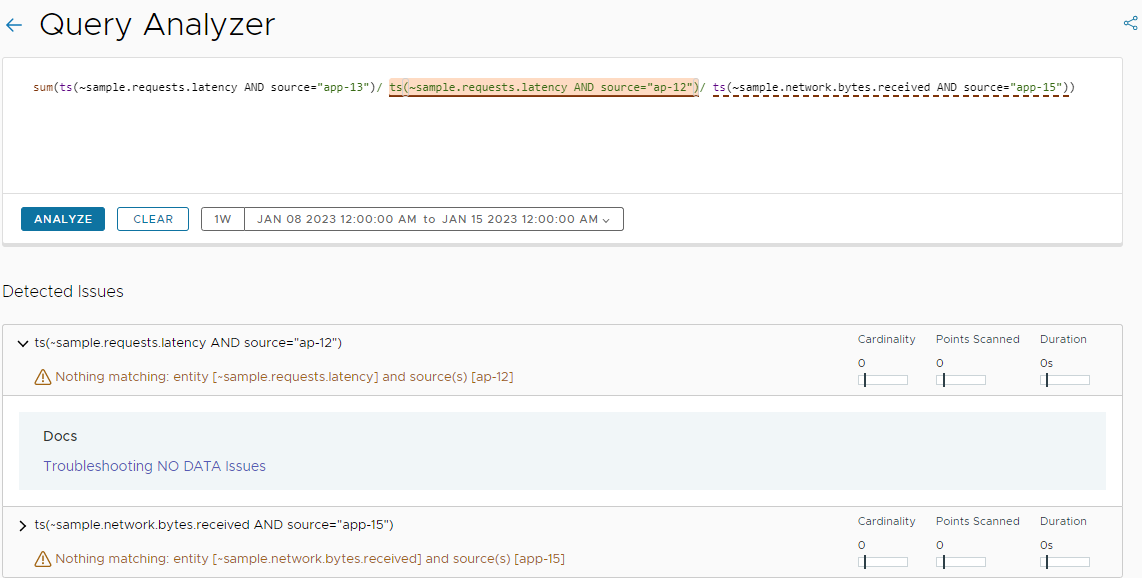 Query Analyzer
sum(ts(~sample.requests.latency AND source="app-13")/ ts(~sample.requests.latency AND source="ap-12")/ ts(~sample.network.bytes.received AND source="app-15"))
ANALYZE CLEAR 1W JAN 08 2023 12:00:00 AM to JAN 15 2023 12:00:00 AM
Detected Issues
ts(~sample.requests.latency AND source="ap-12") Cardinality Points Scanned Duration
0 0 0s
Nothing matching: entity [~sample.requests.latency] and source(s) [ap-12]
Docs
Troubleshooting NO DATA Issues
ts(~sample.network.bytes.received AND source="app-15") Cardinality Points Scanned Duration
0 0 0s
Nothing matching: entity [~sample.network.bytes.received] and source(s) [app-15]